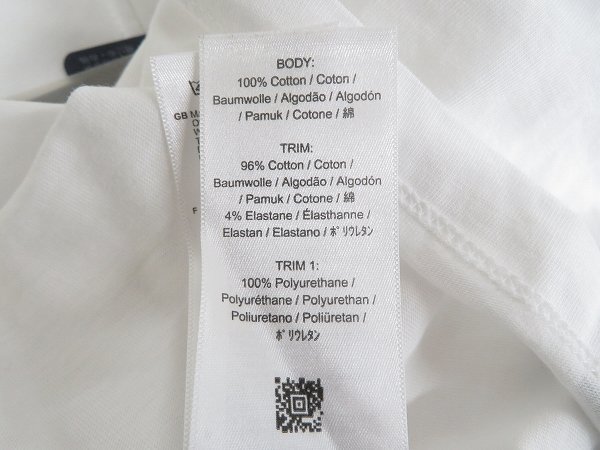 BODY:
100% Cotton / Coton /
Baumwolle / Algodão / Algodón
/ Pamuk / Cotone / 綿
TRIM:
96% Cotton / Coton /
Baumwolle / Algodão / Algodón
/ Pamuk / Cotone / 綿
4% Elastane / Élasthanne /
Elastan / Elastano / ﾎﾟﾘｳﾚﾀﾝ
TRIM 1:
100% Polyurethane /
Polyuréthane / Polyurethan /
Poliuretano / Poliüretan /
ﾎﾟﾘｳﾚﾀﾝ
GB
F